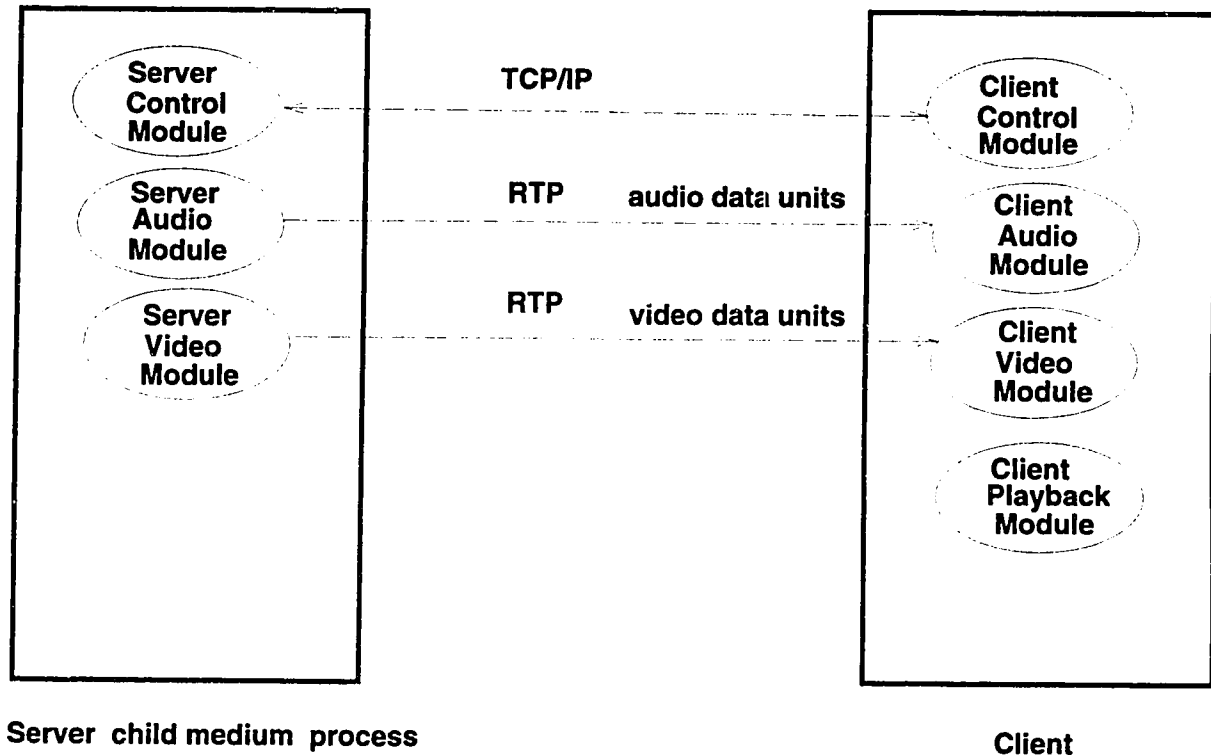 Server
Control
Module
TCP/IP
Client
Control
Module
Server
Audio
Module
RTP
audio data units
Client
Audio
Module
Server
Video
Module
RTP
video data units
Client
Video
Module
Client
Playback
Module
Server child medium process
Client